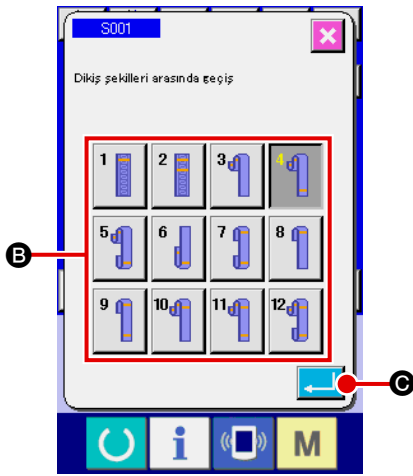 S001
Dikiş şekilleri arasında geçiş
1 2 3 4
5 6 7 8
B
9 10 11 12
C
M